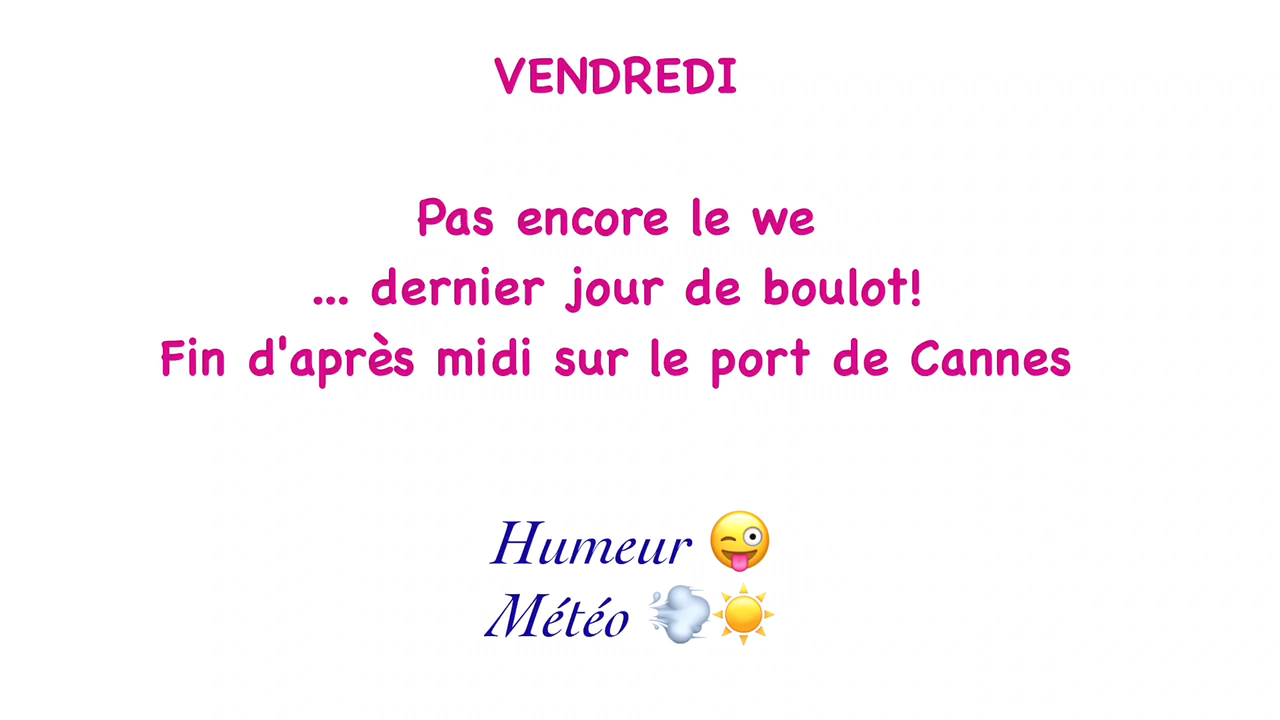 VENDREDI
Pas encore le we
... dernier jour de boulot!
Fin d'après midi sur le port de Cannes
Humeur 😜
Météo 💨☀️